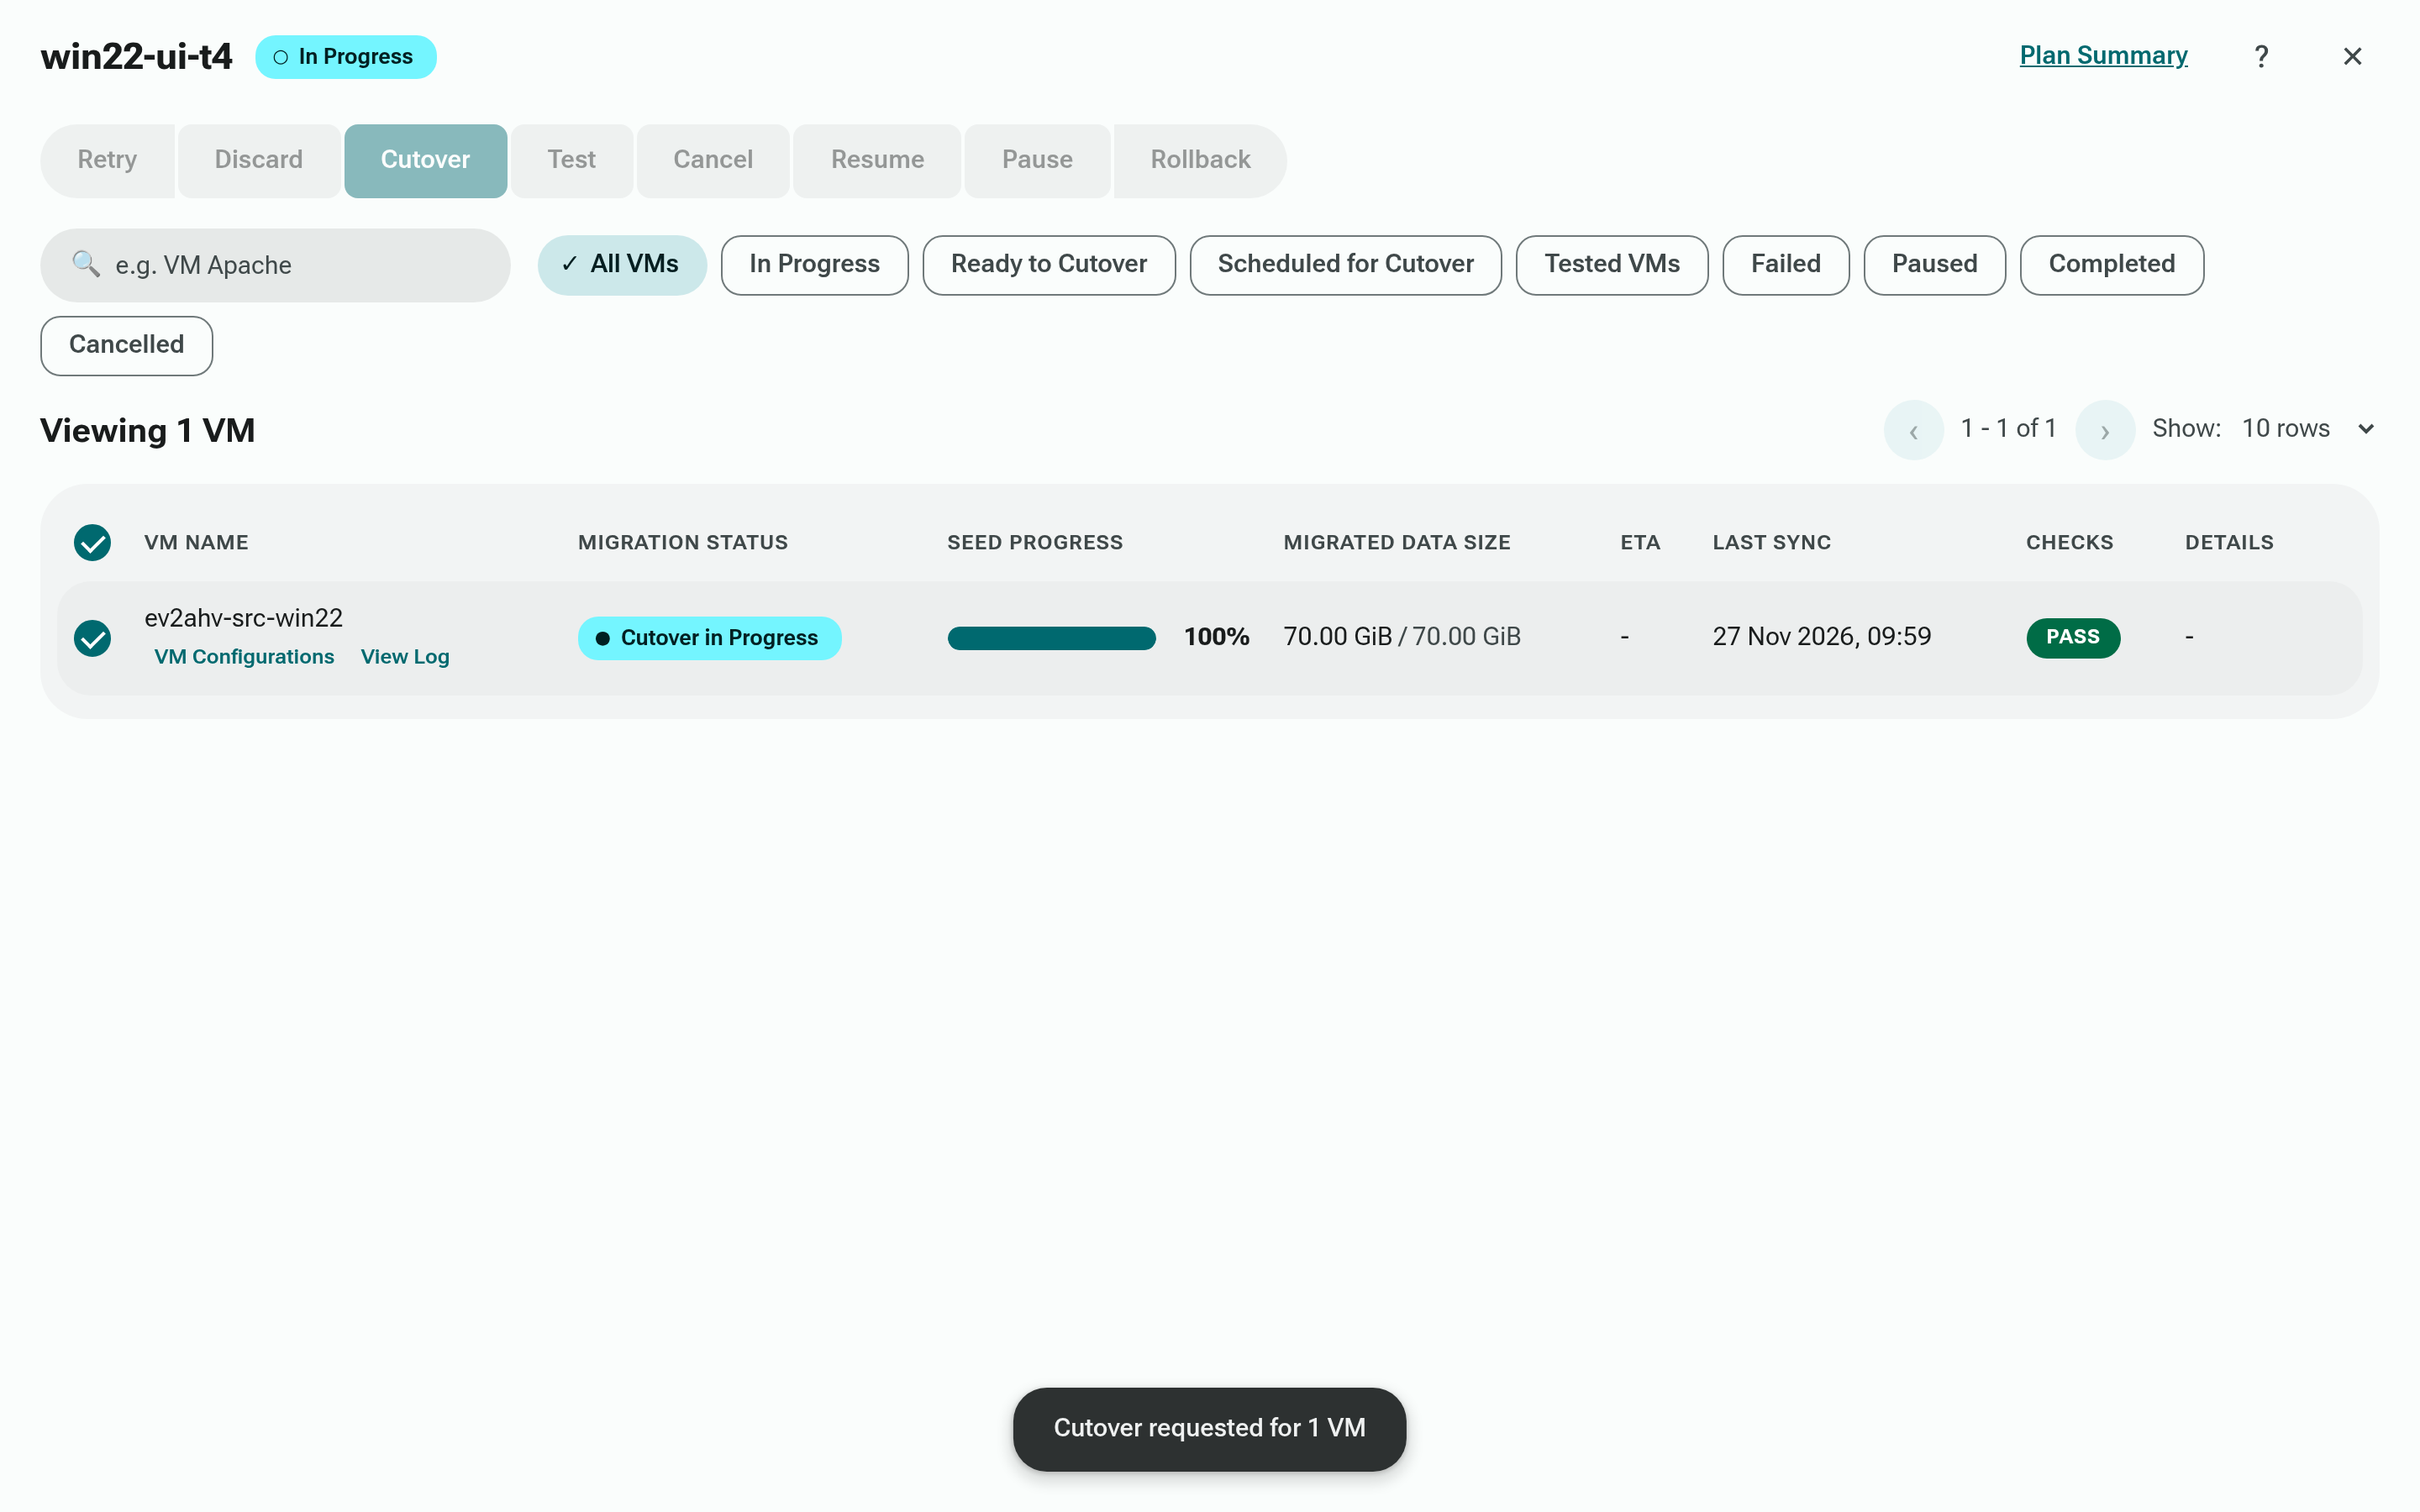 win22-ui-t4 In Progress Plan Summary ? ✕
Retry Discard Cutover Test Cancel Resume Pause Rollback
e.g. VM Apache ✓ All VMs In Progress Ready to Cutover Scheduled for Cutover Tested VMs Failed Paused Completed
Cancelled
Viewing 1 VM ‹ 1 - 1 of 1 › Show: 10 rows
VM NAME MIGRATION STATUS SEED PROGRESS MIGRATED DATA SIZE ETA LAST SYNC CHECKS DETAILS
ev2ahv-src-win22
Cutover in Progress 100% 70.00 GiB / 70.00 GiB - 27 Nov 2026, 09:59 PASS -
VM Configurations View Log
Cutover requested for 1 VM